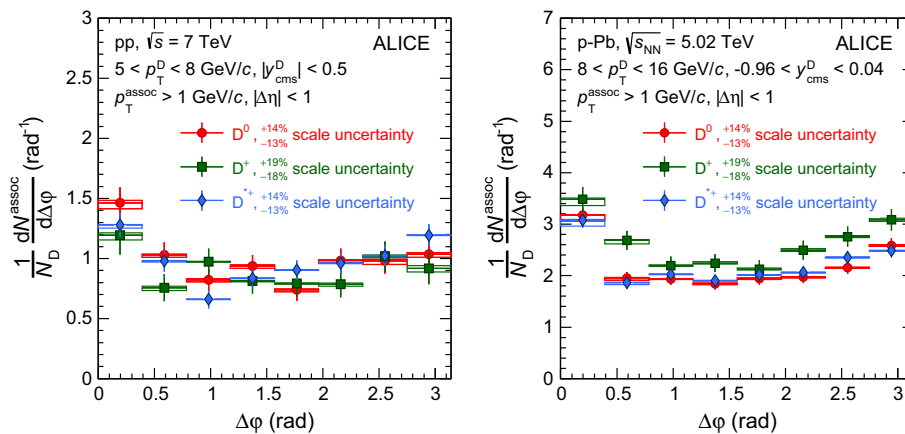 pp, √s = 7 TeV ALICE
5 < p_T^D < 8 GeV/c, |y_cms^D| < 0.5
p_T^assoc > 1 GeV/c, |Δη| < 1
D^0, +14% −13% scale uncertainty
D^+, +19% −18% scale uncertainty
D^*+, +14% −13% scale uncertainty
1/N_D dN^assoc/dΔφ (rad^-1)
3
2.5
2
1.5
1
0.5
0
0 0.5 1 1.5 2 2.5 3
Δφ (rad)
p-Pb, √s_NN = 5.02 TeV ALICE
8 < p_T^D < 16 GeV/c, -0.96 < y_cms^D < 0.04
p_T^assoc > 1 GeV/c, |Δη| < 1
D^0, +14% −13% scale uncertainty
D^+, +19% −18% scale uncertainty
D^*+, +14% −13% scale uncertainty
1/N_D dN^assoc/dΔφ (rad^-1)
7
6
5
4
3
2
1
0
0 0.5 1 1.5 2 2.5 3
Δφ (rad)